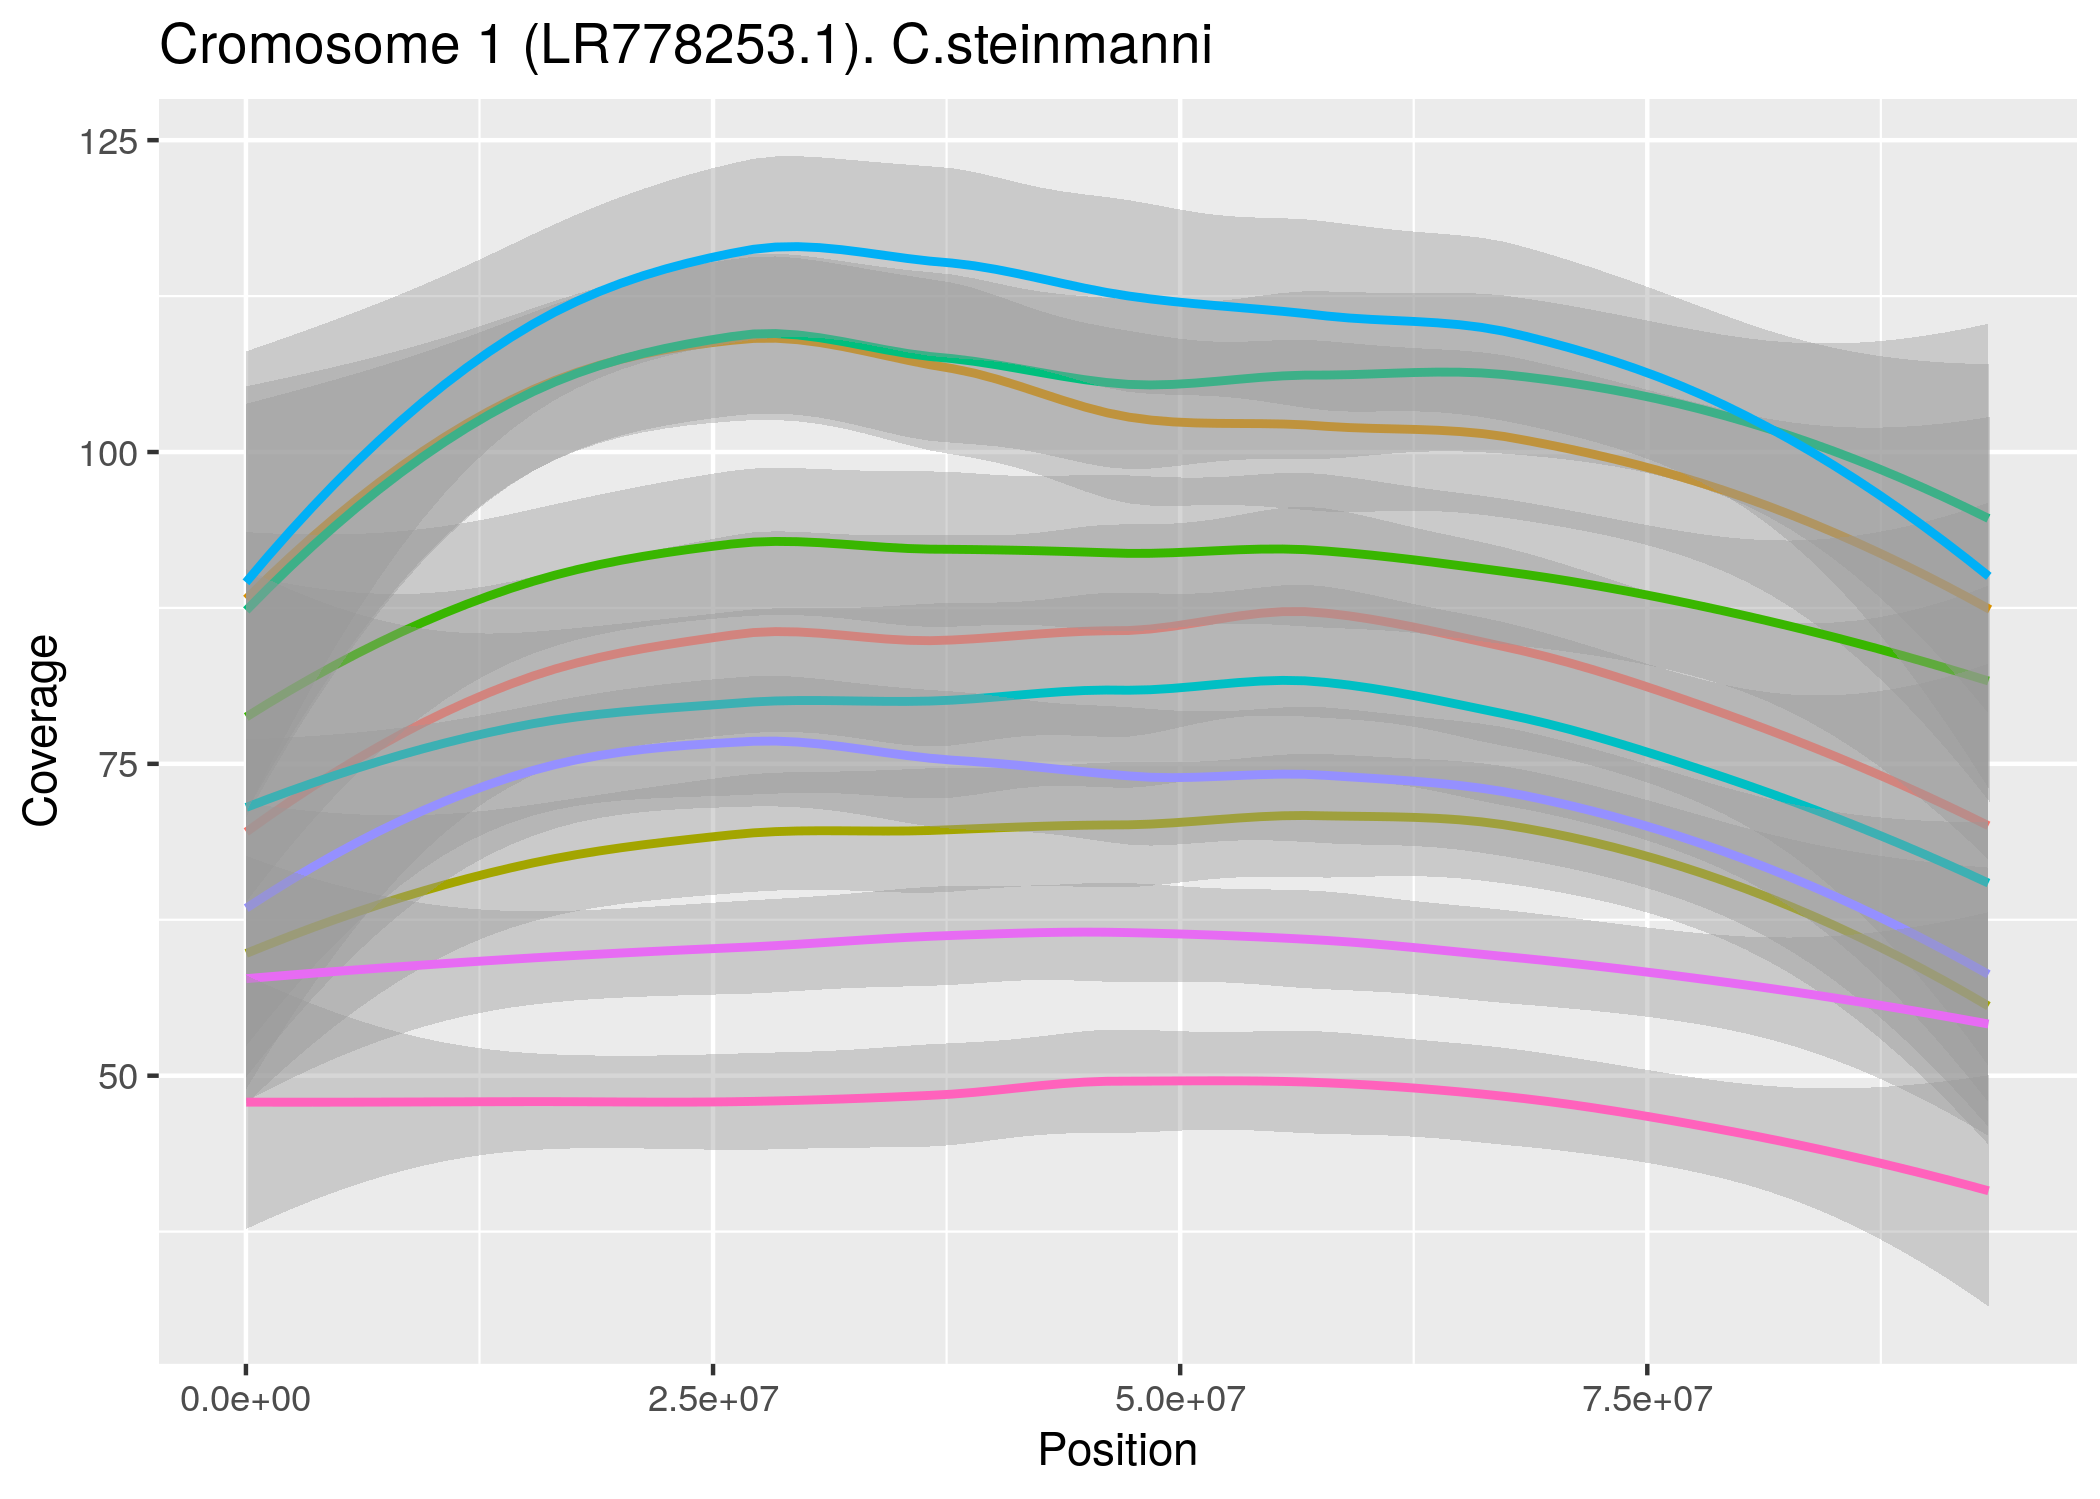 Cromosome 1 (LR778253.1). C.steinmanni
125
100
75
50
Coverage
0.0e+00
2.5e+07
5.0e+07
7.5e+07
Position